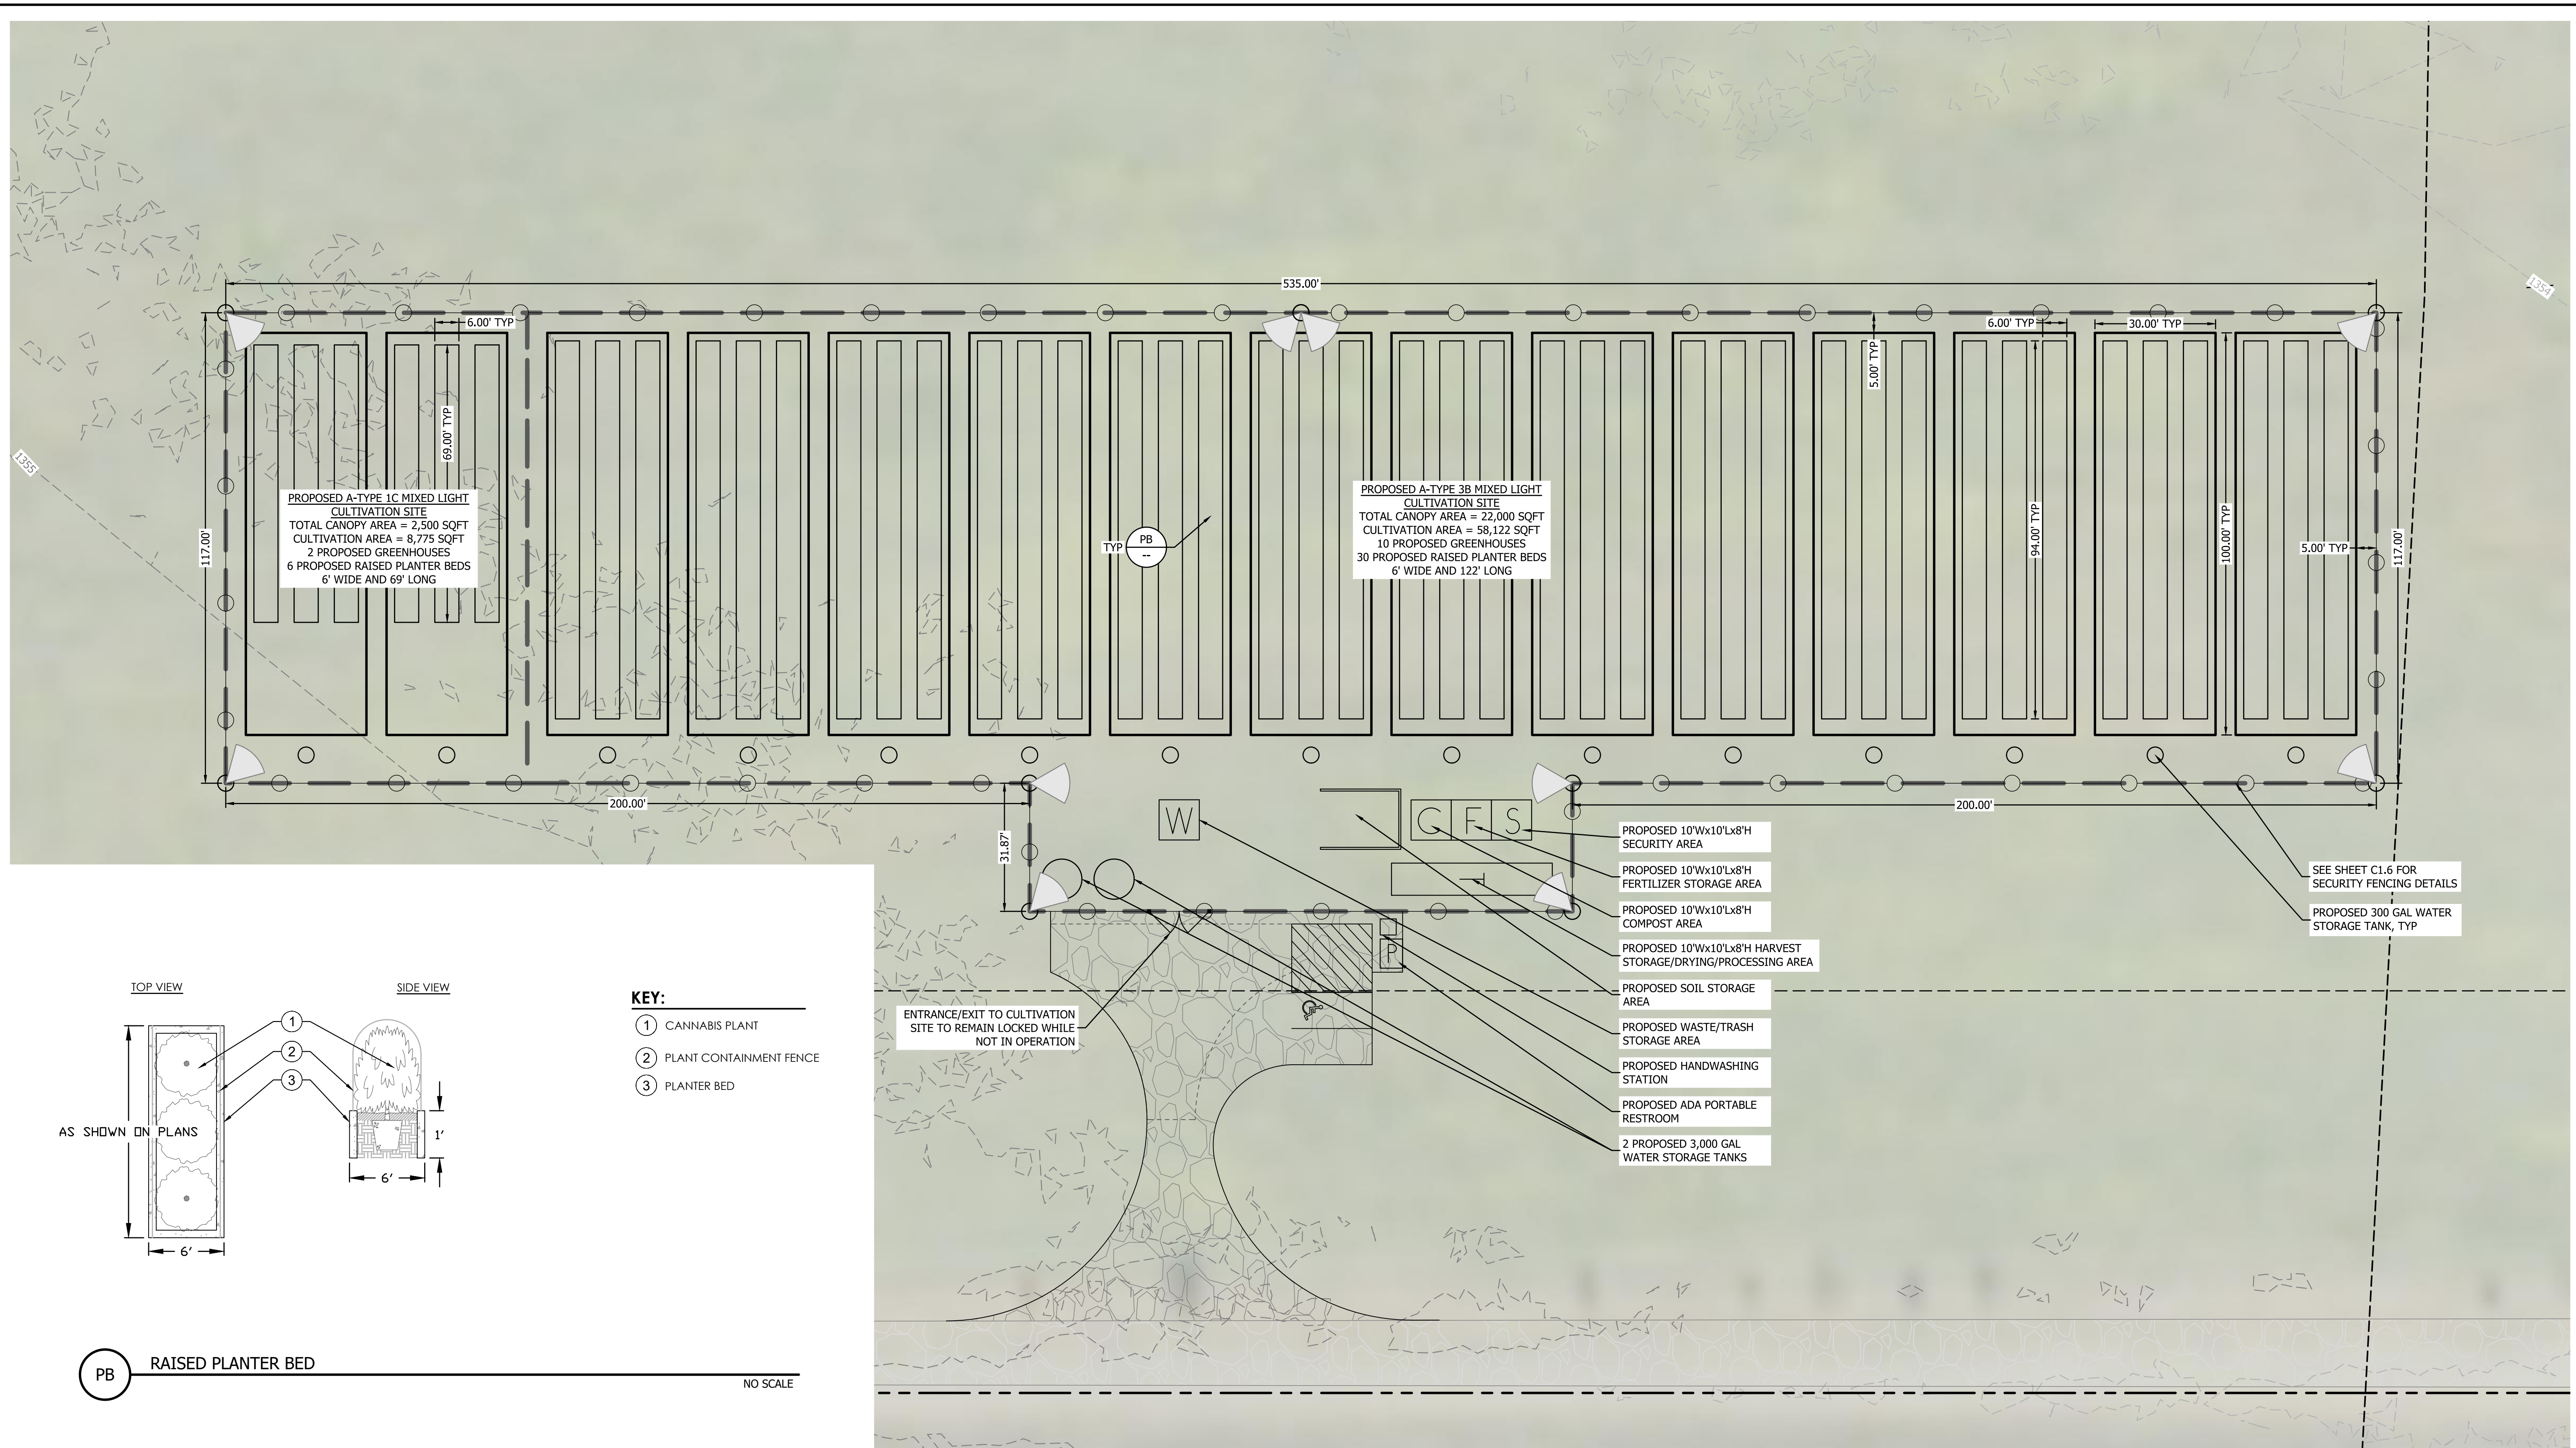 535.00'
1354
6.00' TYP
6.00' TYP
30.00' TYP
5.00' TYP
69.00' TYP
1355
117.00'
PROPOSED A-TYPE 1C MIXED LIGHT
CULTIVATION SITE
TOTAL CANOPY AREA = 2,500 SQFT
CULTIVATION AREA = 8,775 SQFT
2 PROPOSED GREENHOUSES
6 PROPOSED RAISED PLANTER BEDS
6' WIDE AND 69' LONG
TYP
PB
--
PROPOSED A-TYPE 3B MIXED LIGHT
CULTIVATION SITE
TOTAL CANOPY AREA = 22,000 SQFT
CULTIVATION AREA = 58,122 SQFT
10 PROPOSED GREENHOUSES
30 PROPOSED RAISED PLANTER BEDS
6' WIDE AND 122' LONG
94.00' TYP
100.00' TYP
5.00' TYP
117.00'
200.00'
200.00'
31.87'
W
C
F
S
T
P
PROPOSED 10'Wx10'Lx8'H
SECURITY AREA
PROPOSED 10'Wx10'Lx8'H
FERTILIZER STORAGE AREA
PROPOSED 10'Wx10'Lx8'H
COMPOST AREA
PROPOSED 10'Wx10'Lx8'H HARVEST
STORAGE/DRYING/PROCESSING AREA
PROPOSED SOIL STORAGE
AREA
PROPOSED WASTE/TRASH
STORAGE AREA
PROPOSED HANDWASHING
STATION
PROPOSED ADA PORTABLE
RESTROOM
2 PROPOSED 3,000 GAL
WATER STORAGE TANKS
SEE SHEET C1.6 FOR
SECURITY FENCING DETAILS
PROPOSED 300 GAL WATER
STORAGE TANK, TYP
ENTRANCE/EXIT TO CULTIVATION
SITE TO REMAIN LOCKED WHILE
NOT IN OPERATION
TOP VIEW
SIDE VIEW
1
2
3
AS SHOWN ON PLANS
6'
1'
6'
KEY:
1 CANNABIS PLANT
2 PLANT CONTAINMENT FENCE
3 PLANTER BED
PB
RAISED PLANTER BED
NO SCALE